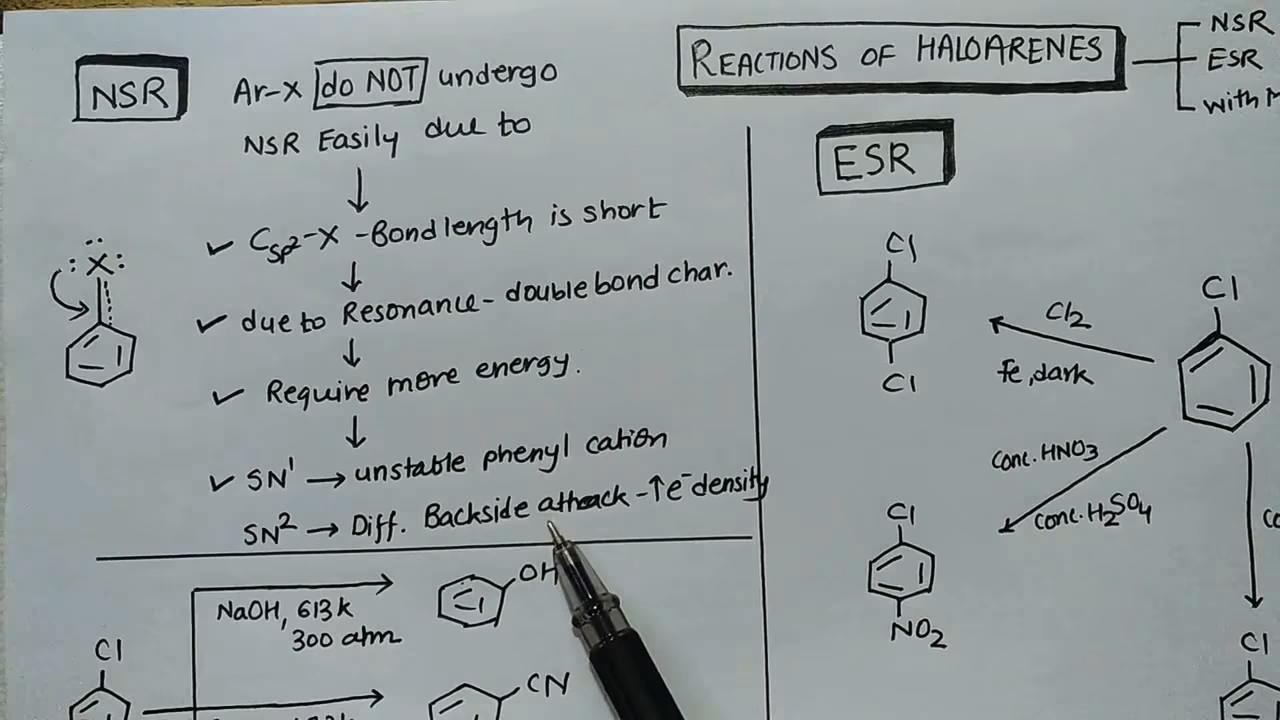 REACTIONS OF HALOARENES
NSR
ESR
with
NSR
Ar-X do NOT undergo
NSR Easily due to
↓
✓ Csp²-X -Bond length is short
↓
✓ due to Resonance - double bond char.
↓
✓ Require more energy.
↓
✓ SN¹ → unstable phenyl cation
SN² → Diff. Backside attack - ↑e⁻ density
:Ẍ:
NaOH, 613k
300 atm
OH
Cl
CN
ESR
Cl
Cl
Cl₂
Fe, dark
Cl
Conc. HNO₃
Conc. H₂SO₄
Cl
NO₂
Cl